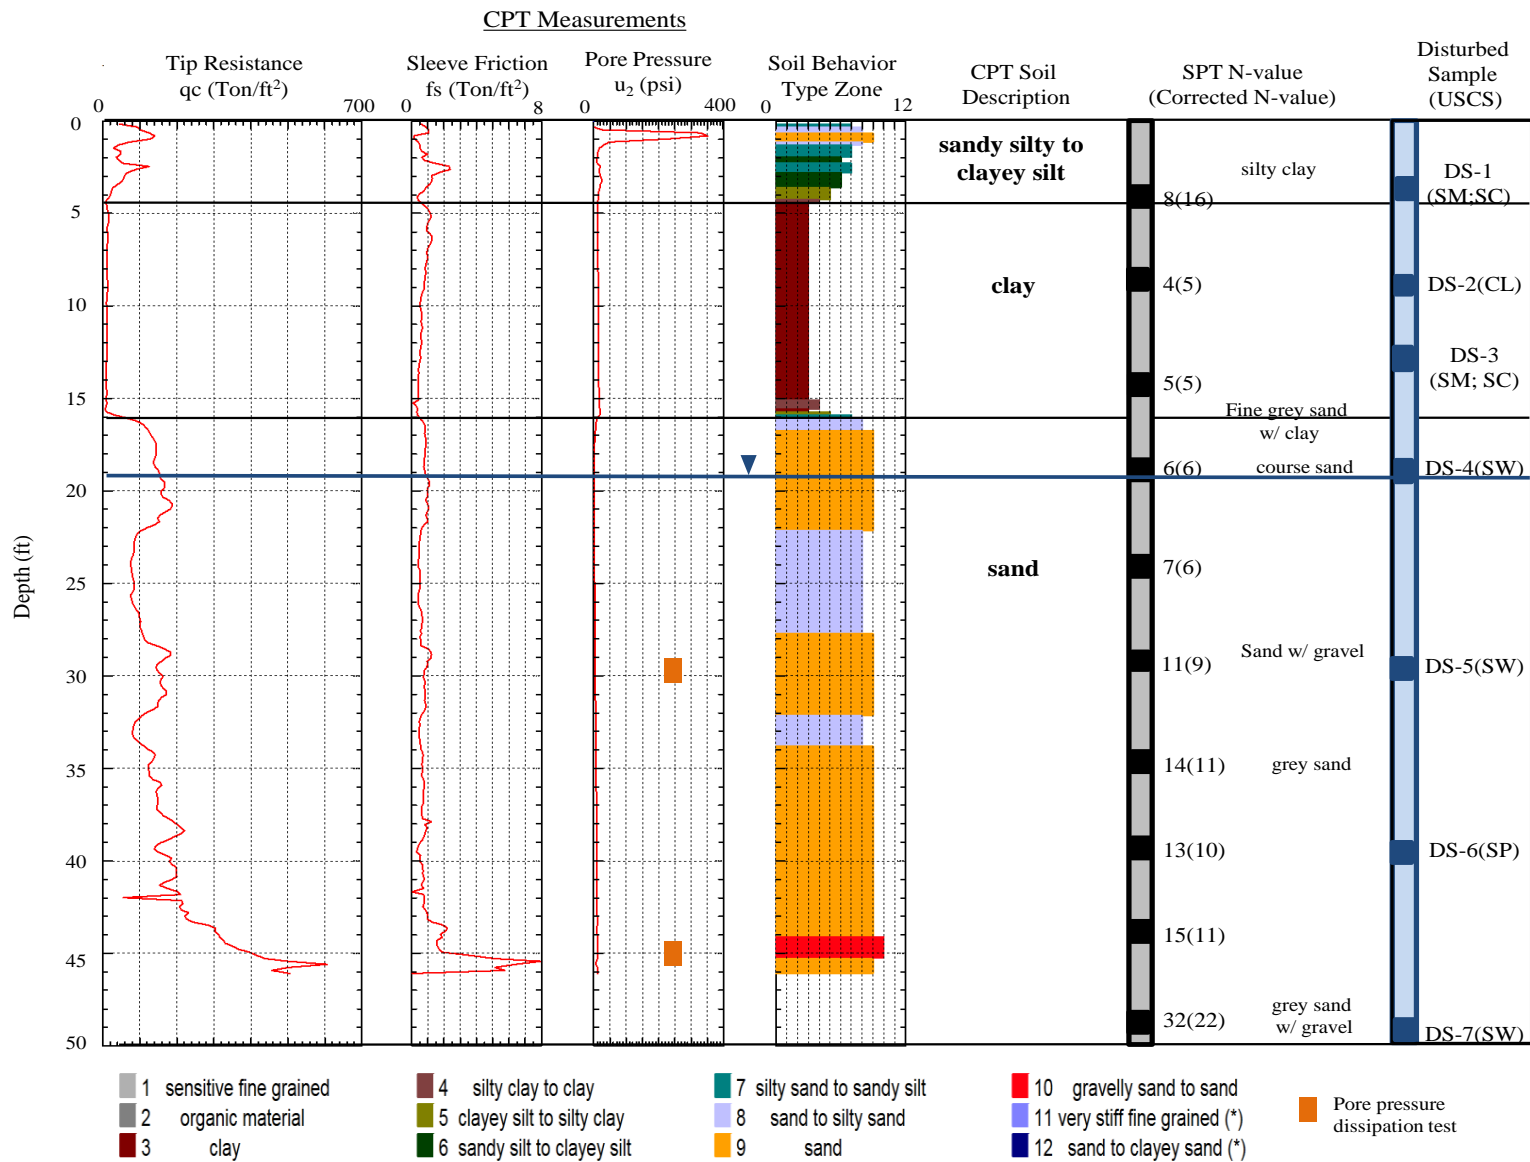 CPT Measurements
Tip Resistance
qc (Ton/ft2)
0 700
Sleeve Friction
fs (Ton/ft2)
0 8
Pore Pressure
u2 (psi)
0 400
Soil Behavior
Type Zone
0 12
CPT Soil
Description
SPT N-value
(Corrected N-value)
Disturbed
Sample
(USCS)
Depth (ft)
0
5
10
15
20
25
30
35
40
45
50
sandy silty to
clayey silt
clay
sand
8(16)
4(5)
5(5)
6(6)
7(6)
11(9)
14(11)
13(10)
15(11)
32(22)
silty clay
Fine grey sand
w/ clay
course sand
Sand w/ gravel
grey sand
grey sand
w/ gravel
DS-1
(SM;SC)
DS-2(CL)
DS-3
(SM; SC)
DS-4(SW)
DS-5(SW)
DS-6(SP)
DS-7(SW)
1 sensitive fine grained
2 organic material
3 clay
4 silty clay to clay
5 clayey silt to silty clay
6 sandy silt to clayey silt
7 silty sand to sandy silt
8 sand to silty sand
9 sand
10 gravelly sand to sand
11 very stiff fine grained (*)
12 sand to clayey sand (*)
Pore pressure
dissipation test